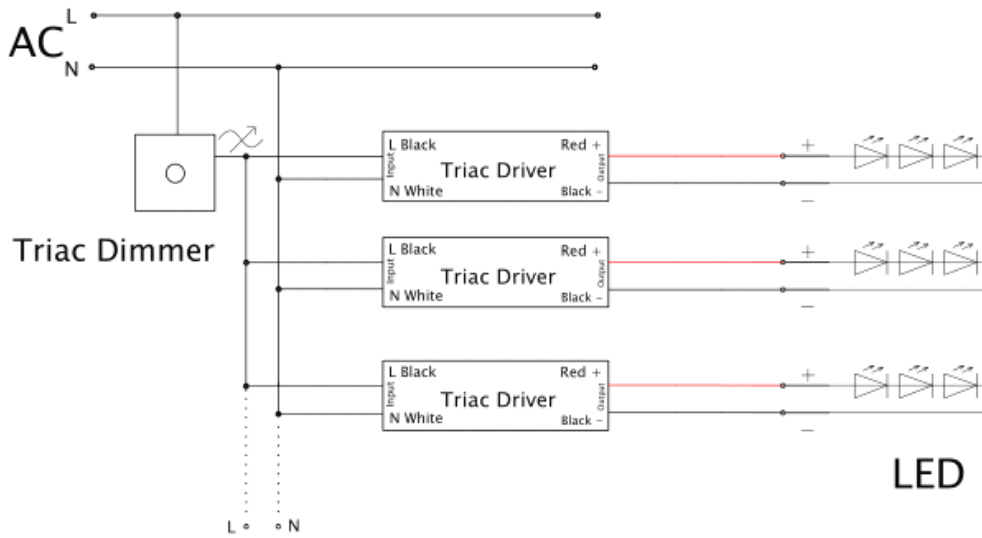 L
AC
N
L Black
Red +
Input
Triac Driver
Output
N White
Black -
+
–
Triac Dimmer
L Black
Red +
Input
Triac Driver
Output
N White
Black -
+
–
L Black
Red +
Input
Triac Driver
Output
N White
Black -
+
–
LED
L
N